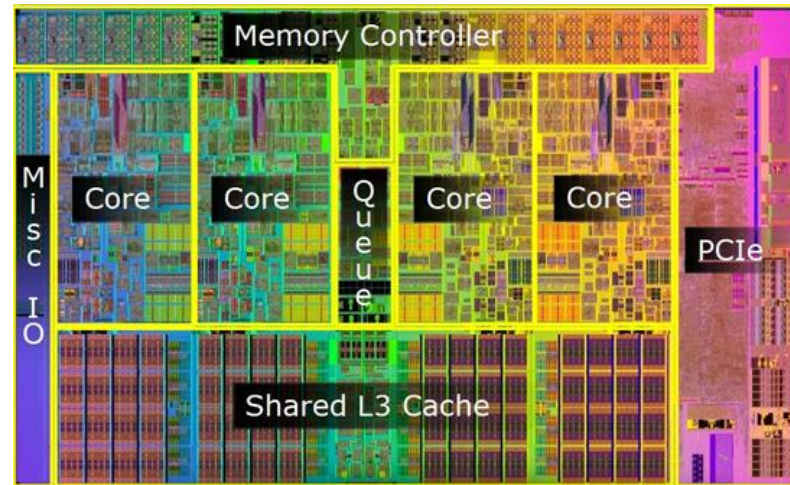 Memory Controller
Misc IO
Core
Core
Queue
Core
Core
PCIe
Shared L3 Cache